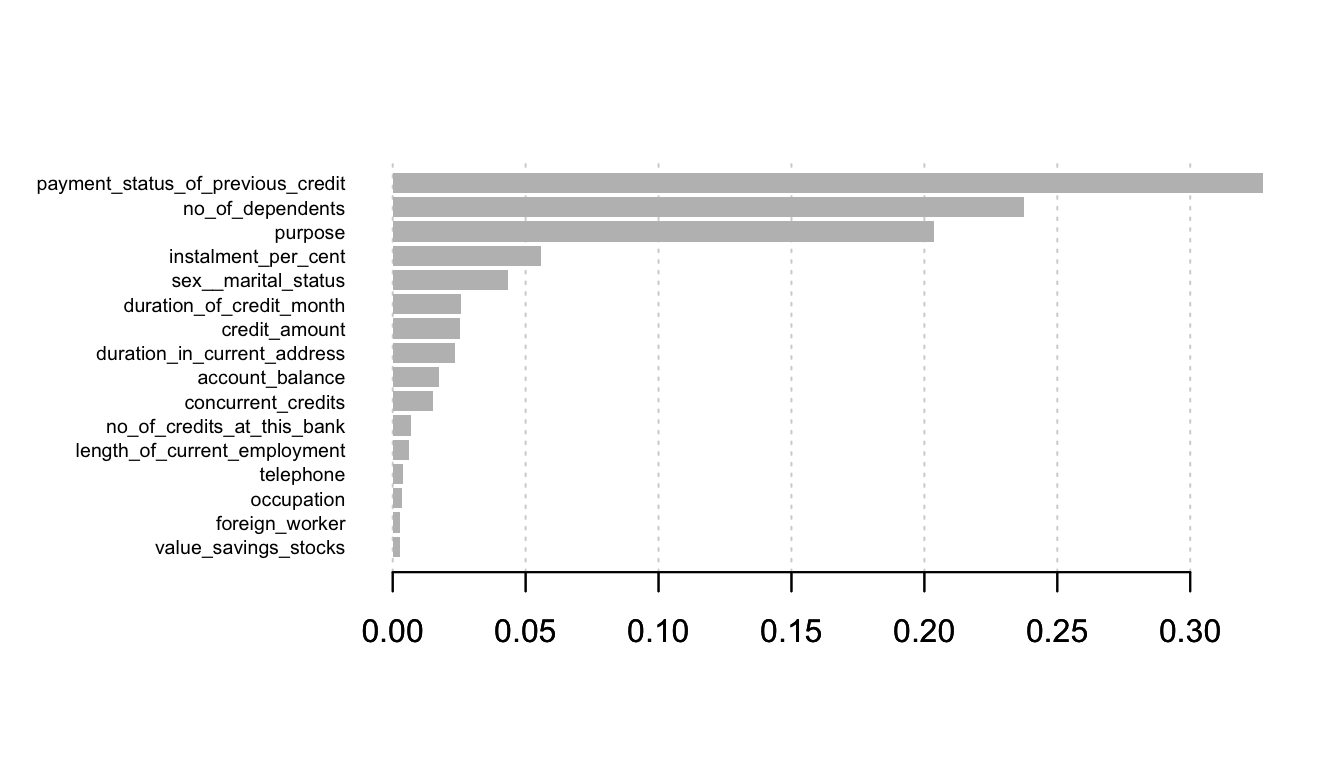 payment_status_of_previous_credit
no_of_dependents
purpose
instalment_per_cent
sex__marital_status
duration_of_credit_month
credit_amount
duration_in_current_address
account_balance
concurrent_credits
no_of_credits_at_this_bank
length_of_current_employment
telephone
occupation
foreign_worker
value_savings_stocks
0.00 0.05 0.10 0.15 0.20 0.25 0.30